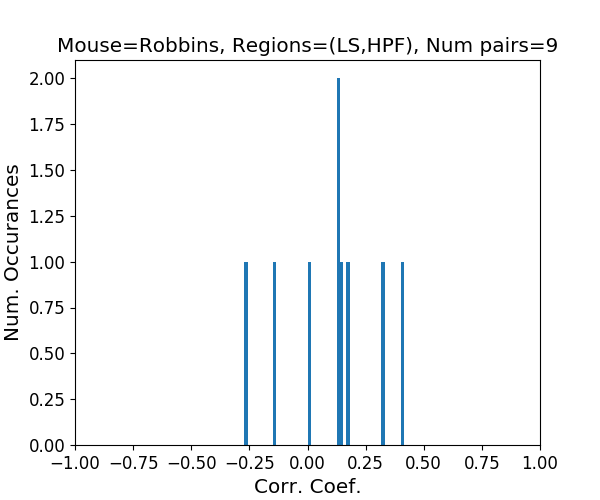 Mouse=Robbins, Regions=(LS,HPF), Num pairs=9
2.00
1.75
1.50
1.25
1.00
0.75
0.50
0.25
0.00
Num. Occurances
−1.00 −0.75 −0.50 −0.25 0.00 0.25 0.50 0.75 1.00
Corr. Coef.